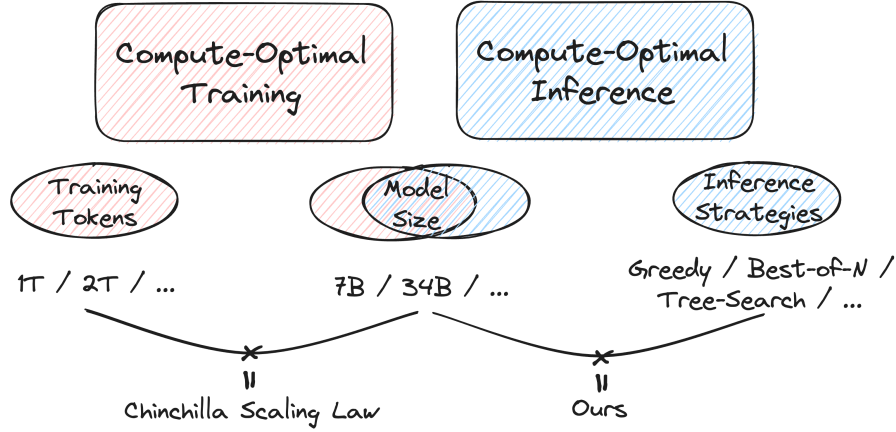 Compute-Optimal
Training
Compute-Optimal
Inference
Training
Tokens
Model
Size
Inference
Strategies
1T / 2T / ...
7B / 34B / ...
Greedy / Best-of-N /
Tree-Search / ...
Chinchilla Scaling Law
Ours